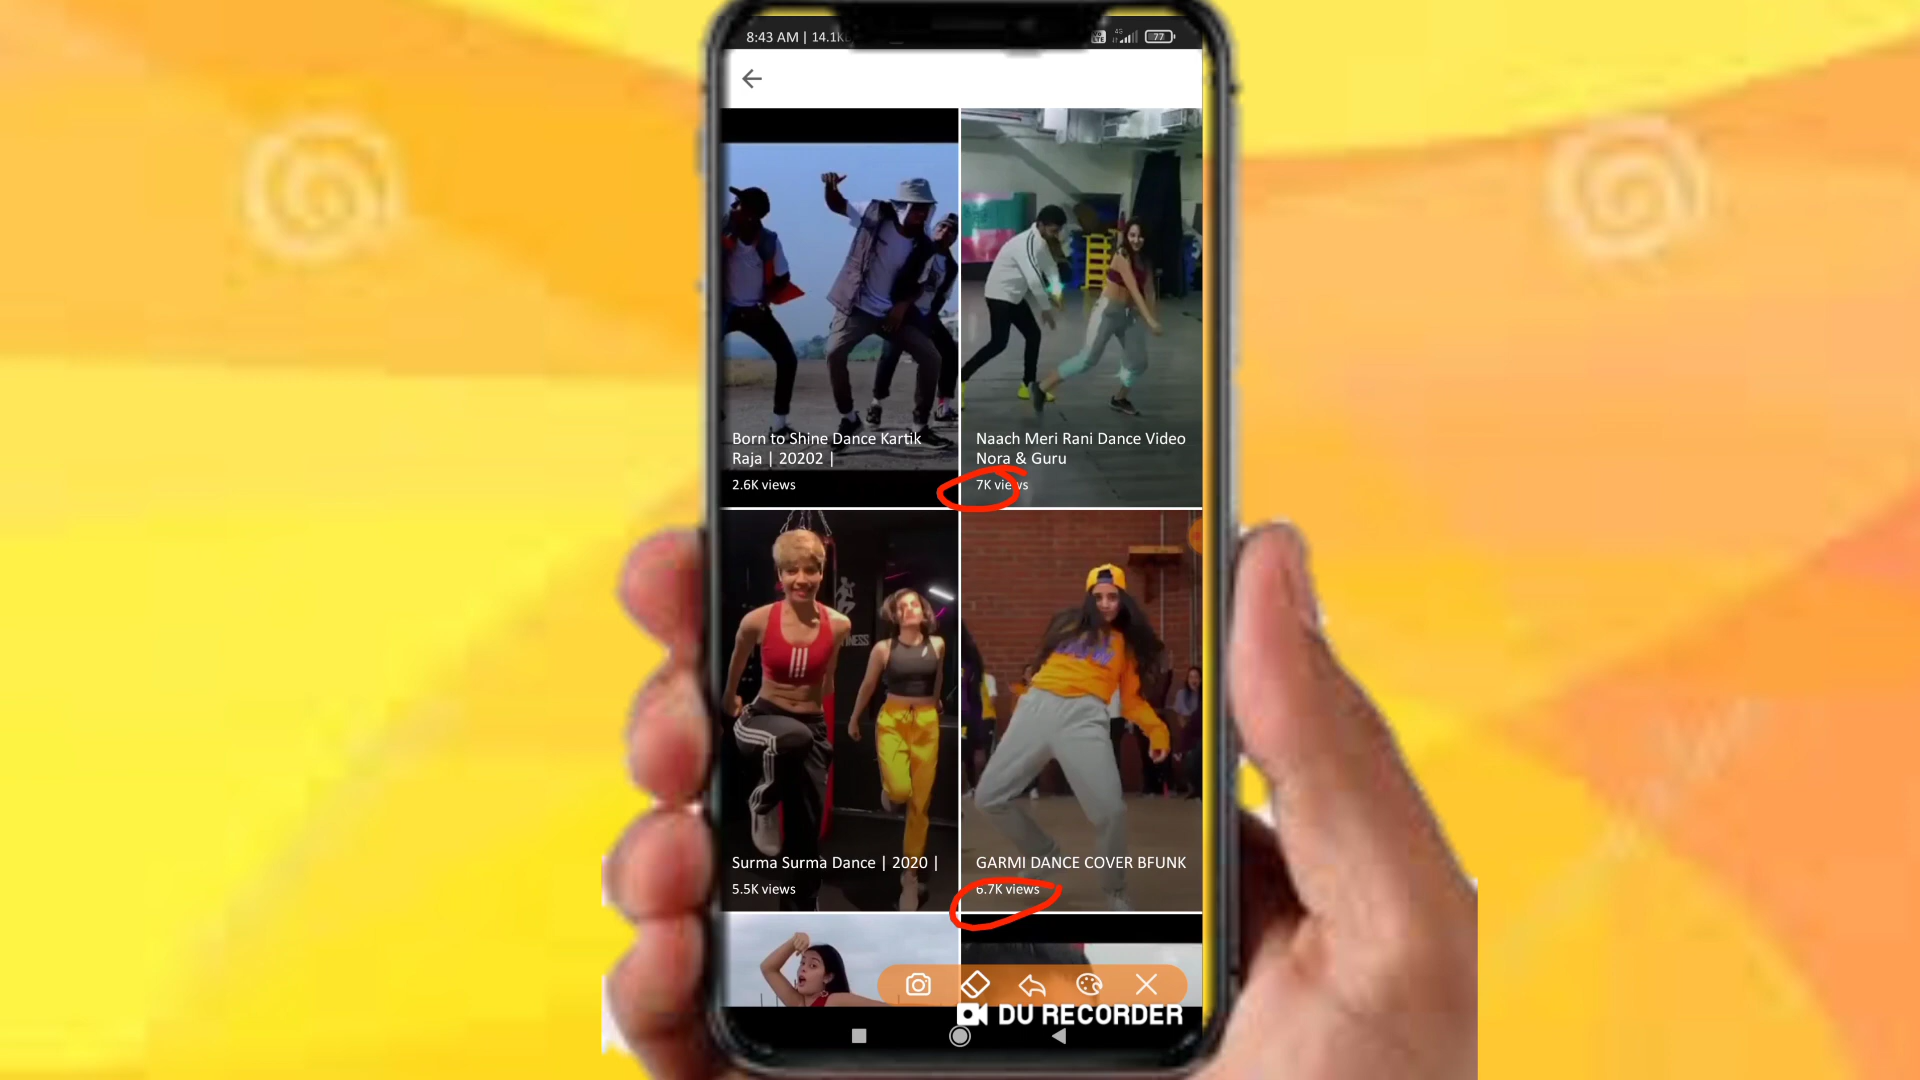 8:43 AM | 14.1K
4G
77
Born to Shine Dance Kartik
Raja | 20202 |
2.6K views
Naach Meri Rani Dance Video
Nora & Guru
7K views
Surma Surma Dance | 2020 |
5.5K views
GARMI DANCE COVER BFUNK
6.7K views
DU RECORDER